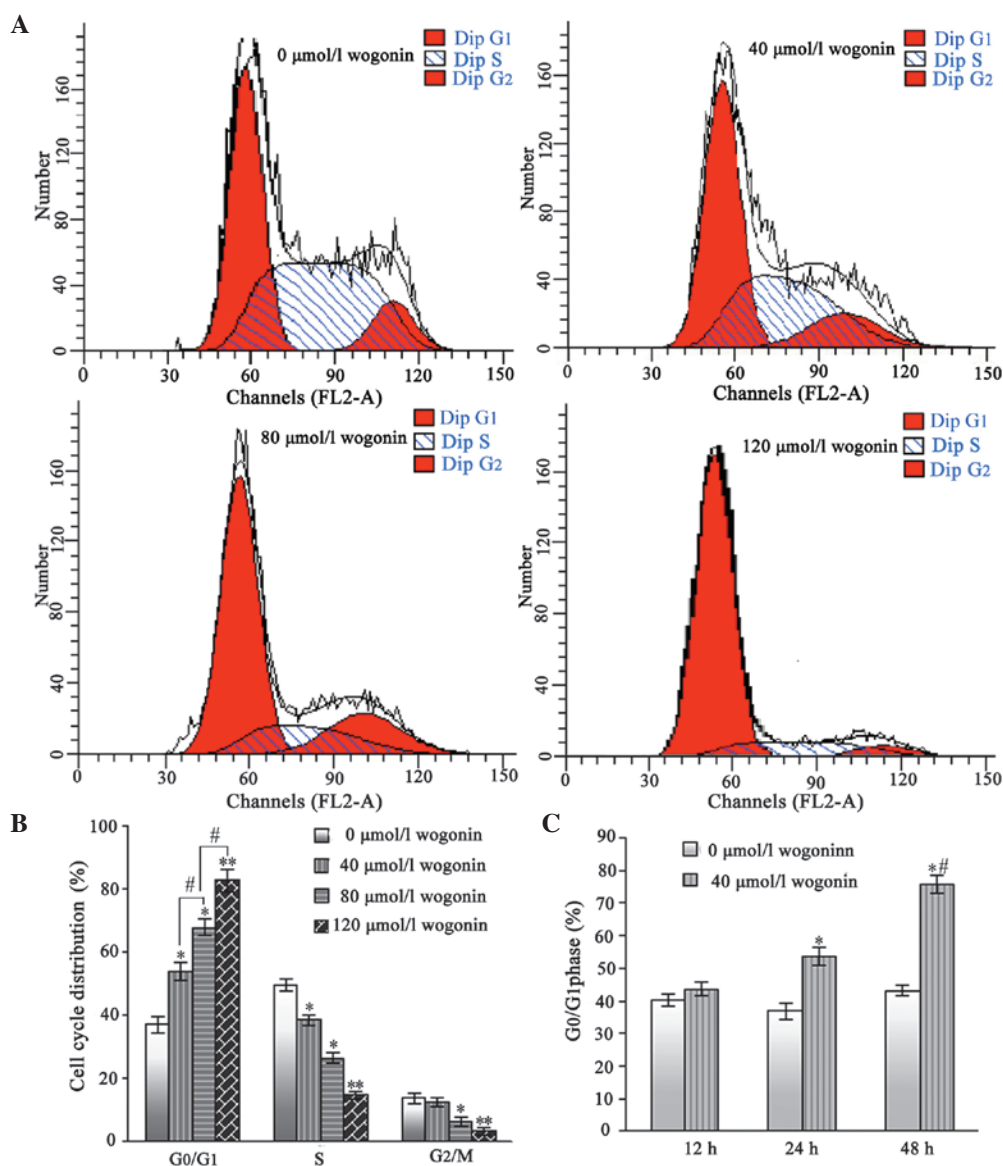 A
0 μmol/l wogonin
Dip G1
Dip S
Dip G2
Number
160
120
80
40
0
0 30 60 90 120 150
Channels (FL2-A)
40 μmol/l wogonin
Dip G1
Dip S
Dip G2
Number
160
120
80
40
0
0 30 60 90 120 150
Channels (FL2-A)
80 μmol/l wogonin
Dip G1
Dip S
Dip G2
Number
160
120
80
40
0
30 60 90 120 150
Channels (FL2-A)
120 μmol/l wogonin
Dip G1
Dip S
Dip G2
Number
160
120
80
40
0
0 30 60 90 120 150
Channels (FL2-A)
B
Cell cycle distribution (%)
100
80
60
40
20
0
0 μmol/l wogonin
40 μmol/l wogonin
80 μmol/l wogonin
120 μmol/l wogonin
# #
* * **
* * **
* **
G0/G1 S G2/M
C
G0/G1phase (%)
90
80
70
60
50
40
30
20
10
0
0 μmol/l wogoninn
40 μmol/l wogonin
*
*#
12 h 24 h 48 h